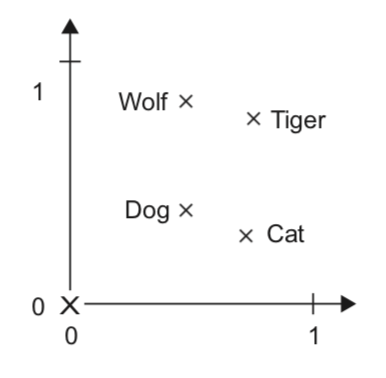 1
Wolf ×
× Tiger
Dog ×
× Cat
0 ×
0
1